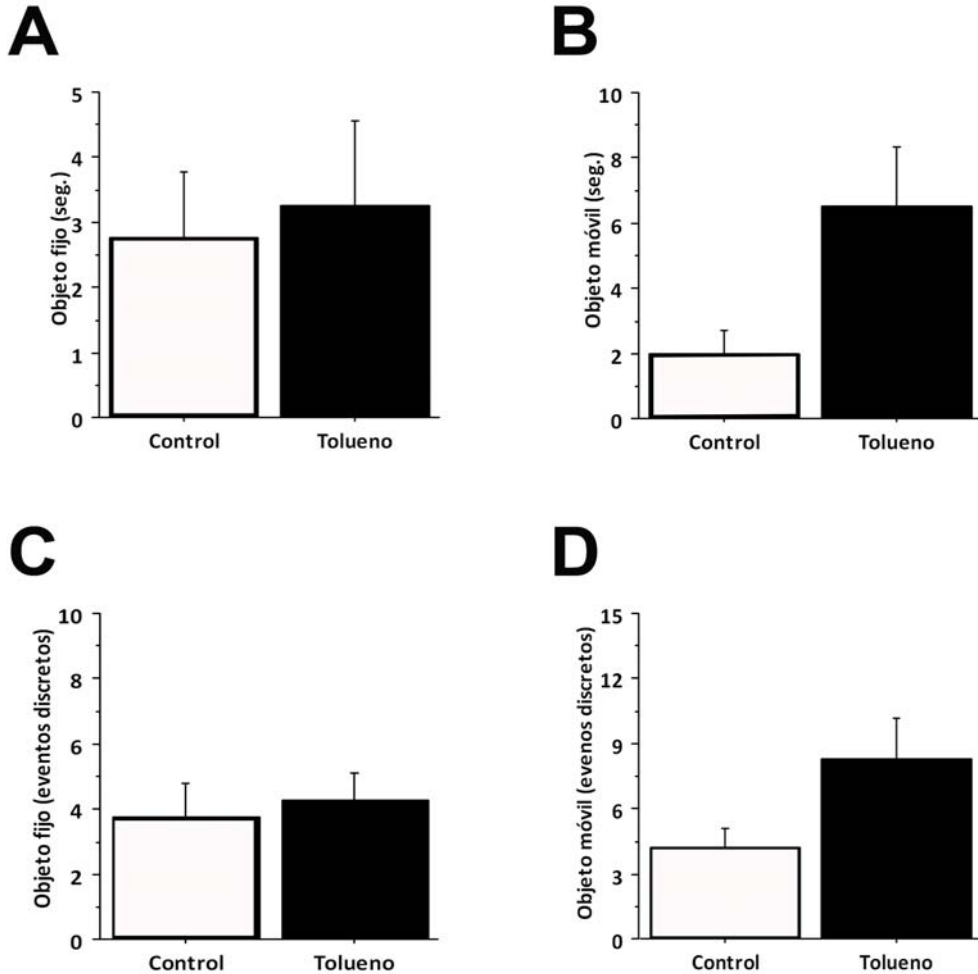 A
Objeto fijo (seg.)
5
4
3
2
1
0
Control Tolueno
B
Objeto móvil (seg.)
10
8
6
4
2
0
Control Tolueno
C
Objeto fijo (eventos discretos)
10
8
6
4
2
0
Control Tolueno
D
Objeto móvil (evenos discretos)
15
12
9
6
3
0
Control Tolueno